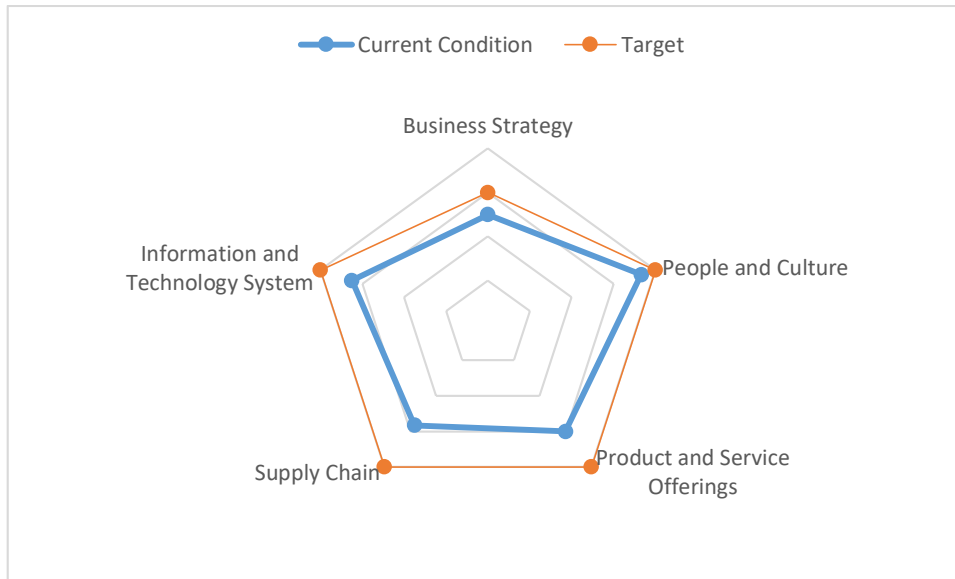 Current Condition
Target
Business Strategy
Information and
Technology System
People and Culture
Supply Chain
Product and Service
Offerings